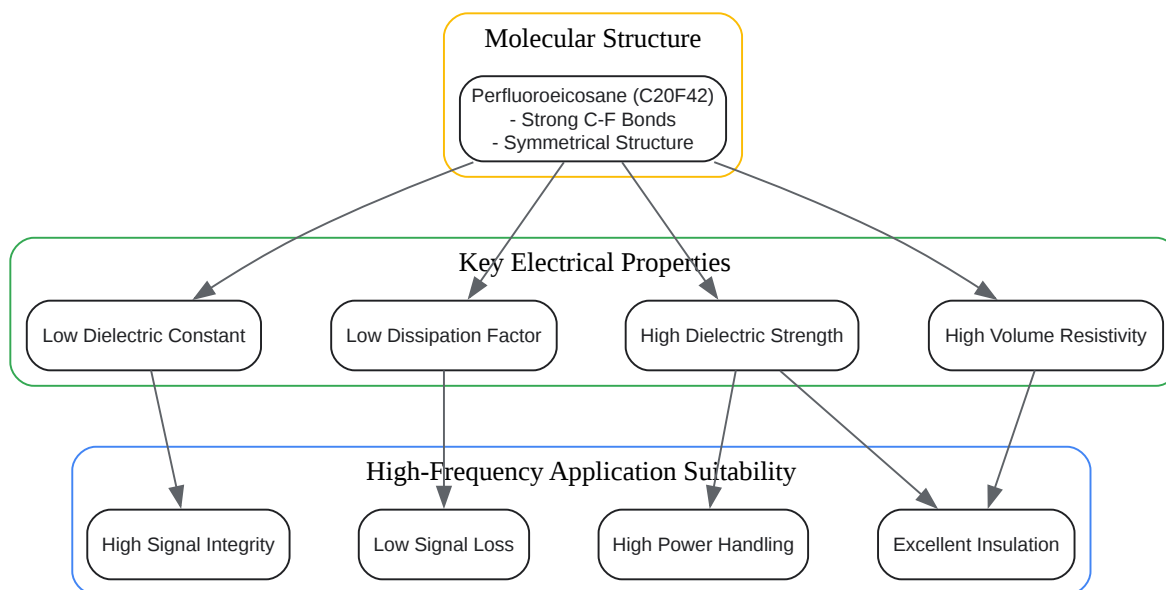 Molecular Structure
Perfluoroeicosane (C20F42)
- Strong C-F Bonds
- Symmetrical Structure
Key Electrical Properties
Low Dielectric Constant
Low Dissipation Factor
High Dielectric Strength
High Volume Resistivity
High-Frequency Application Suitability
High Signal Integrity
Low Signal Loss
High Power Handling
Excellent Insulation